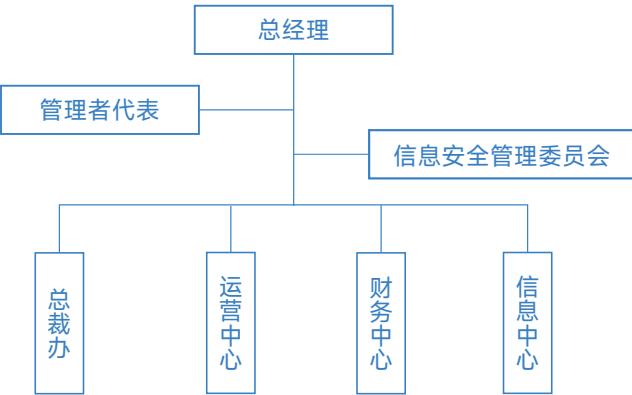 总经理
管理者代表
信息安全管理委员会
总裁办
运营中心
财务中心
信息中心